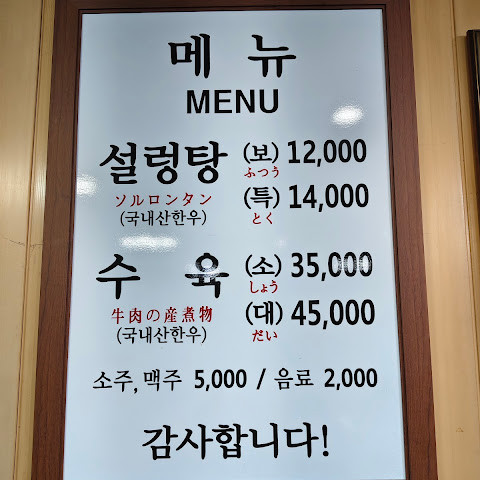 메뉴
MENU
설렁탕 (보) 12,000
ふつう
ソルロンタン (특) 14,000
(국내산한우) とく
수육 (소) 35,000
しょう
牛肉の産煮物 (대) 45,000
(국내산한우) だい
소주, 맥주 5,000 / 음료 2,000
감사합니다!